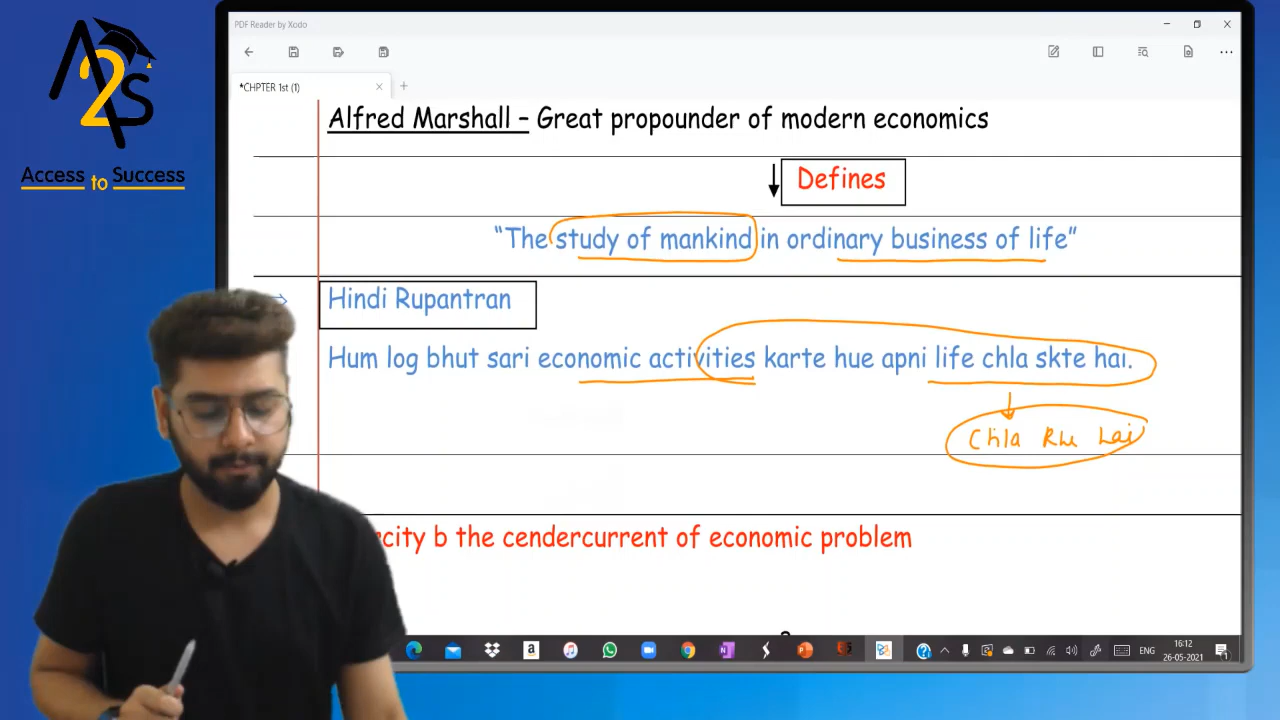 A2S
Access to Success
PDF Reader by Xodo
*CHPTER 1st (1)
Alfred Marshall – Great propounder of modern economics
Defines
“The study of mankind in ordinary business of life”
Hindi Rupantran
Hum log bhut sari economic activities karte hue apni life chla skte hai.
Chla Rhe hai
city b the cendercurrent of economic problem
ENG
16:12
26-05-2021